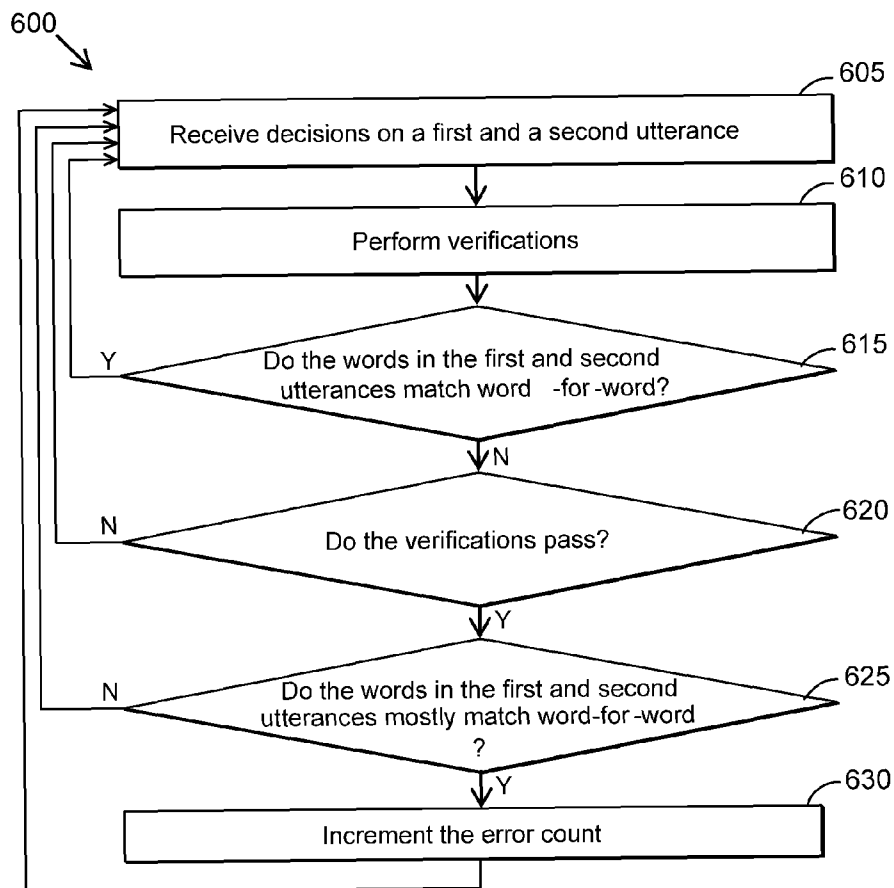 600
605
Receive decisions on a first and a second utterance
610
Perform verifications
615
Y
Do the words in the first and second
utterances match word -for-word?
N
620
N
Do the verifications pass?
Y
625
N
Do the words in the first and second
utterances mostly match word-for-word
?
Y
630
Increment the error count